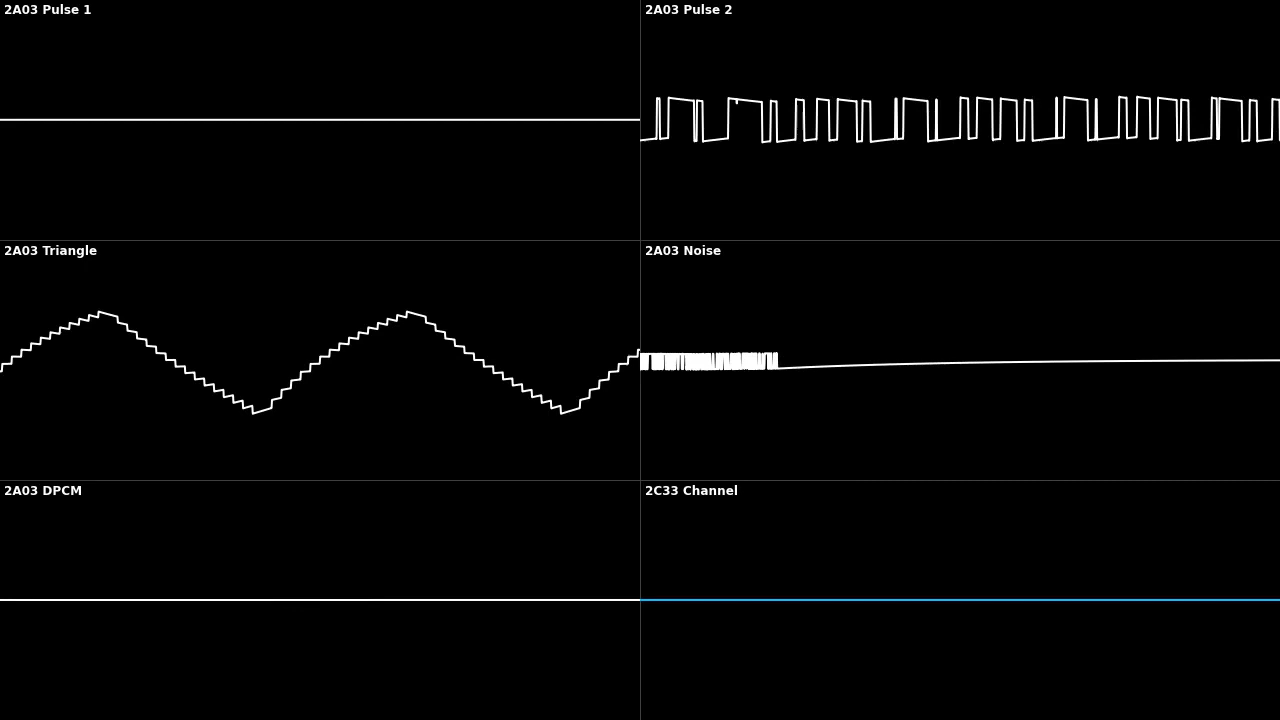 2A03 Pulse 1
2A03 Pulse 2
2A03 Triangle
2A03 Noise
2A03 DPCM
2C33 Channel